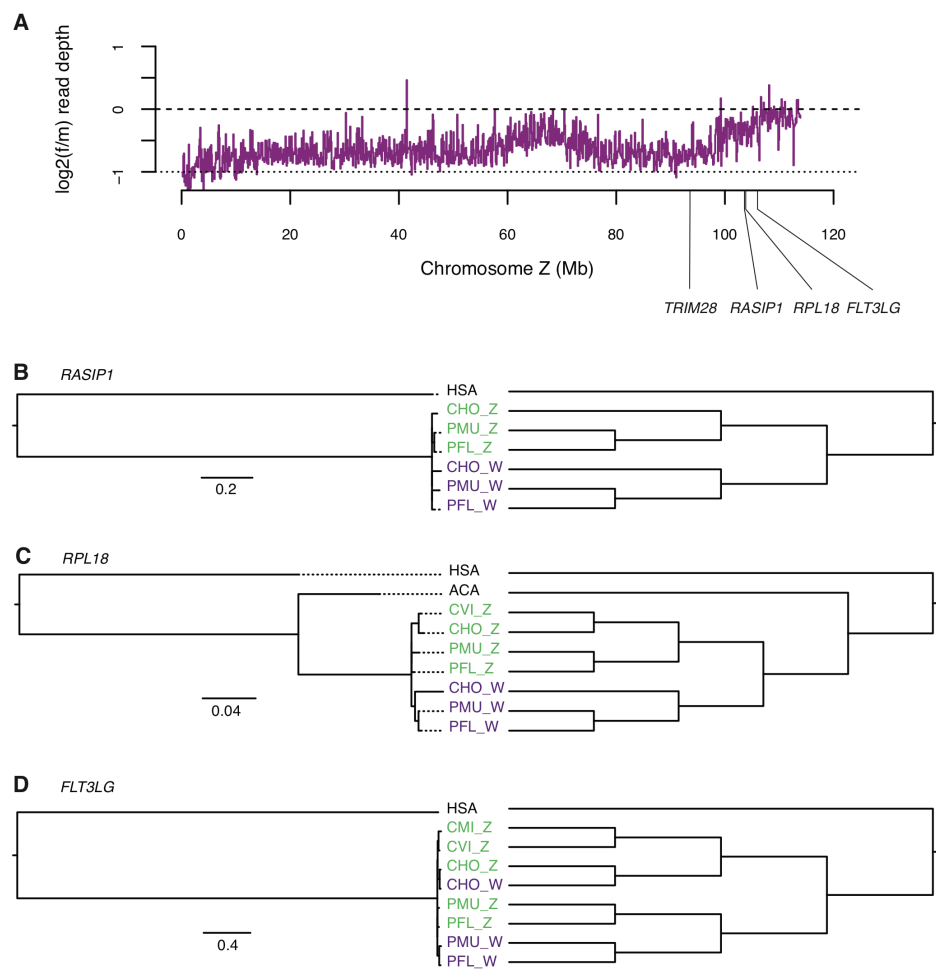 A
log2(f/m) read depth
1
0
−1
0 20 40 60 80 100 120
Chromosome Z (Mb)
TRIM28 RASIP1 RPL18 FLT3LG
B RASIP1
HSA
CHO_Z
PMU_Z
PFL_Z
CHO_W
PMU_W
PFL_W
0.2
C RPL18
HSA
ACA
CVI_Z
CHO_Z
PMU_Z
PFL_Z
CHO_W
PMU_W
PFL_W
0.04
D FLT3LG
HSA
CMI_Z
CVI_Z
CHO_Z
CHO_W
PMU_Z
PFL_Z
PMU_W
PFL_W
0.4